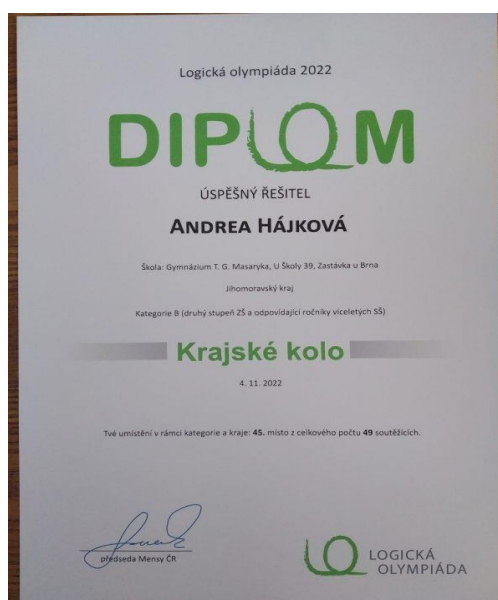 Logická olympiáda 2022
DIPLOM
ÚSPĚŠNÝ ŘEŠITEL
ANDREA HÁJKOVÁ
Škola: Gymnázium T. G. Masaryka, U Školy 39, Zastávka u Brna
Jihomoravský kraj
Kategorie B (druhý stupeň ZŠ a odpovídající ročníky víceletých SŠ)
Krajské kolo
4. 11. 2022
Tvé umístění v rámci kategorie a kraje: 45. místo z celkového počtu 49 soutěžících.
předseda Mensy ČR
LOGICKÁ
OLYMPIÁDA